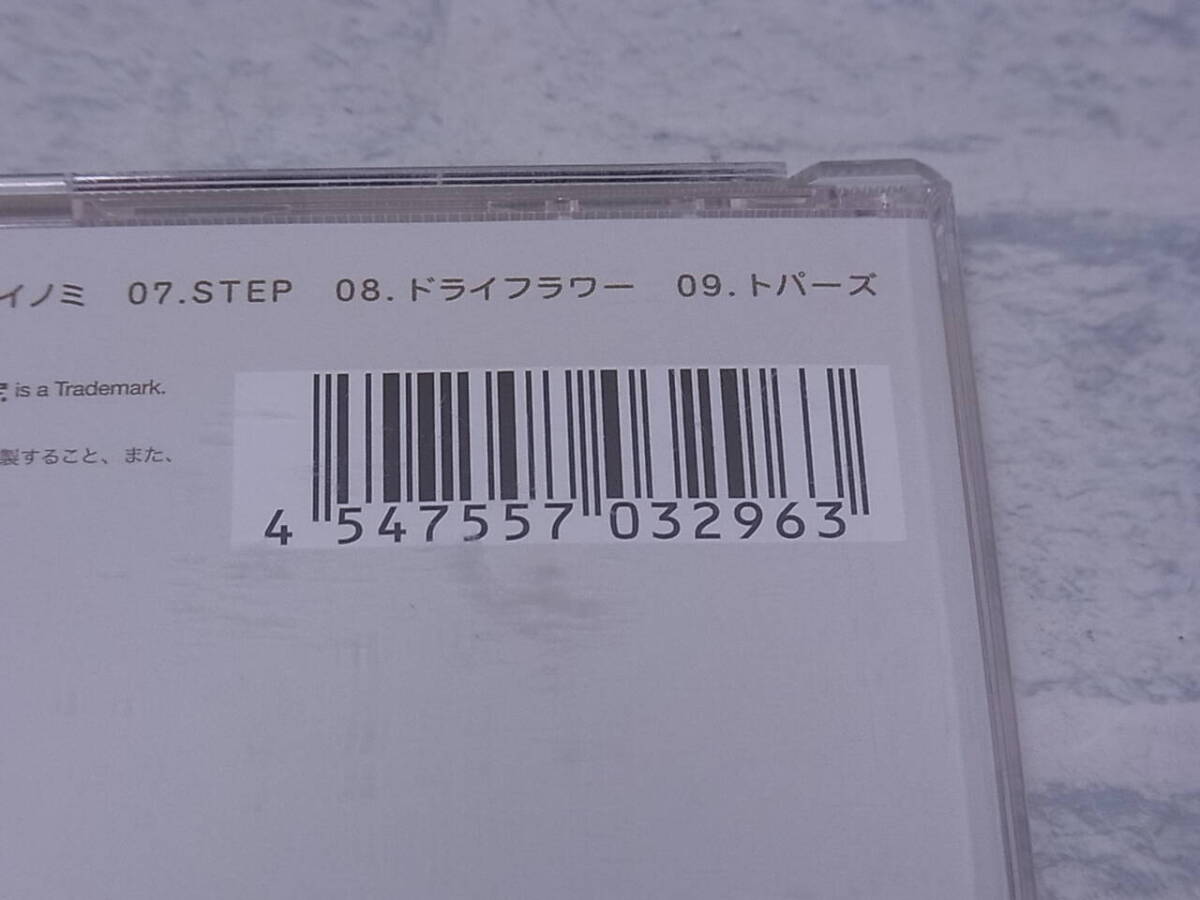 イノミ 07.STEP 08.ドライフラワー 09.トパーズ
is a Trademark.
製すること、また、
4 547557 032963